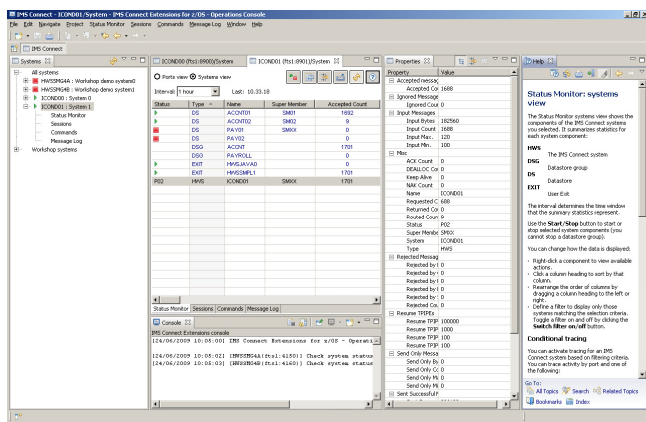 IMS Connect - ICOND01/System - IMS Connect Extensions for z/OS - Operations Console
File Edit Navigate Project Status Monitor Sessions Commands Message Log Window Help
IMS Connect
Systems
All systems
HWSSMG4A : Workshop demo system0
HWSSMG4B : Workshop demo system1
ICOND00 : System 0
ICOND01 : System 1
Status Monitor
Sessions
Commands
Message Log
Workshop systems
ICOND00 (fts1:8900)/System
ICOND01 (fts1:8901)/System
Ports view Systems view
Interval: 1 hour Last: 10.33.18
Status Type Name Super Member Accepted Count
DS ACCNT01 SM01 1692
DS ACCNT02 SM02 9
DS PAY01 SMXX 0
DS PAY02 0
DSG ACCNT 1701
DSG PAYROLL 0
EXIT HWSJAVA0 0
EXIT HWSSMPL1 1701
P02 HWS ICOND01 SMXX 1701
Status Monitor Sessions Commands Message Log
Console
IMS Connect Extensions console
[24/06/2009 10:05:00] IMS Connect Extensions for z/OS - Operati
[24/06/2009 10:05:02] [HWSSMG4A(fts1:4150)] Check system status
[24/06/2009 10:05:03] [HWSSMG4B(fts1:4160)] Check system status
Properties
Property Value
Accepted messag
Accepted Cou 1688
Ignored Message
Ignored Coun 0
Input Messages
Input Bytes 182560
Input Count 1688
Input Max. 120
Input Min. 100
Misc
ACK Count 0
DEALLOC Cou 0
Keep Alive 0
NAK Count 0
Name ICOND01
Requested C 688
Returned Co 0
Routed Coun 9
Status P02
Super Membe SMXX
System ICOND01
Type HWS
Rejected Messag
Rejected by 0
Rejected by 0
Rejected by 0
Rejected by 0
Rejected by 0
Rejected Cou 0
Resume TPIPEs
Resume TPIP 100000
Resume TPIP 1000
Resume TPIP 100
Resume TPIP 100
Send Only Messa
Send Only By 0
Send Only Co 0
Send Only Ma 0
Send Only Mi 0
Sent Successful
Help
Status Monitor: systems
view
The Status Monitor systems view shows the
components of the IMS Connect systems
you selected. It summarizes statistics for
each system component:
HWS
The IMS Connect system
DSG
Datastore group
DS
Datastore
EXIT
User Exit
The interval determines the time window
that the summary statistics represent.
Use the Start/Stop button to start or
stop selected system components (you
cannot stop a datastore group).
You can change how the data is displayed:
Right-click a component to view available
actions.
Click a column heading to sort by that
column.
Rearrange the order of columns by
dragging a column heading to the left or
right.
Define a filter to display only those
systems matching the selection criteria.
Toggle a filter on and off by clicking the
Switch filter on/off button.
Conditional tracing
You can activate tracing for an IMS
Connect system based on filtering criteria.
You can trace activity by port and one of
the following:
Go To:
All Topics Search Related Topics
Bookmarks Index